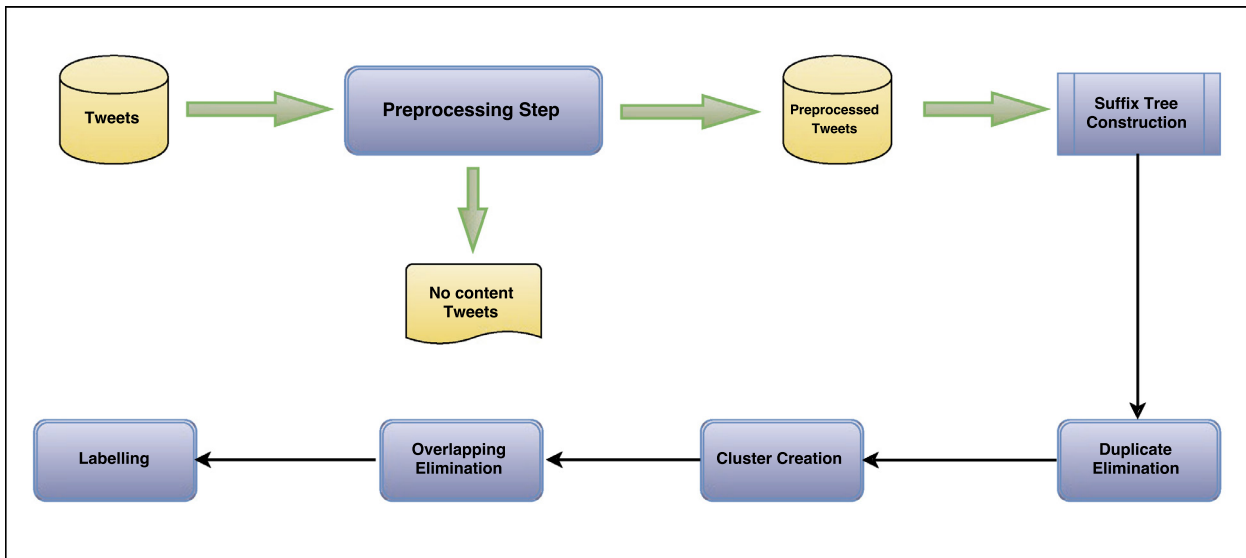 Tweets
Preprocessing Step
Preprocessed
Tweets
Suffix Tree
Construction
No content
Tweets
Labelling
Overlapping
Elimination
Cluster Creation
Duplicate
Elimination